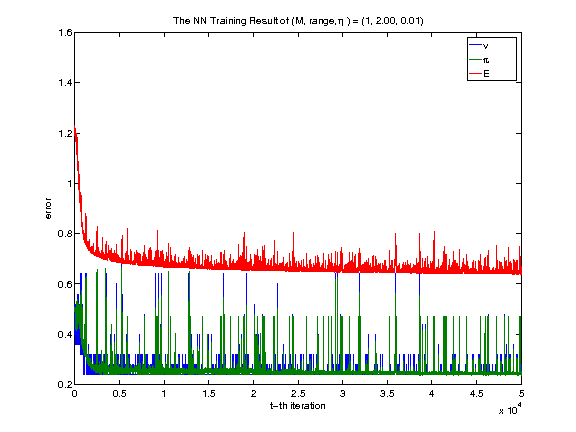 The NN Training Result of (M, range,η ) = (1, 2.00, 0.01)
1.6
1.4
1.2
1
0.8
0.6
0.4
0.2
error
ν
π
E
0 0.5 1 1.5 2 2.5 3 3.5 4 4.5 5
t-th iteration
x 10^4